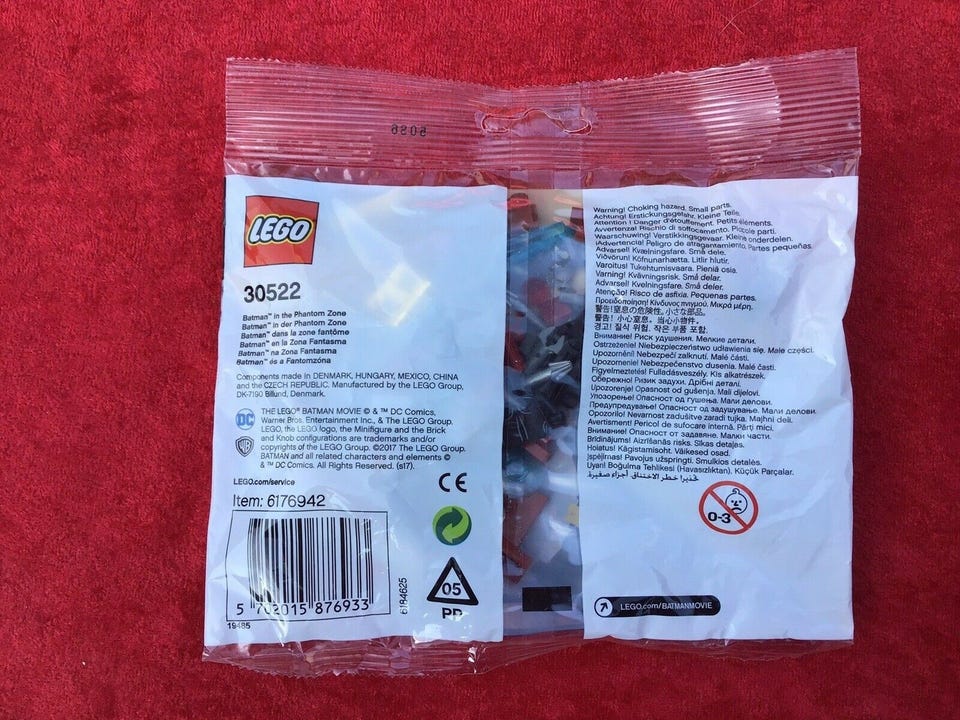 5086
LEGO
30522
Batman™ in the Phantom Zone
Batman™ in der Phantom Zone
Batman™ dans la zone fantôme
Batman™ en la Zona Fantasma
Batman™ na Zona Fantasma
Batman™ és a Fantomzóna
Components made in DENMARK, HUNGARY, MEXICO, CHINA
and the CZECH REPUBLIC. Manufactured by the LEGO Group,
DK-7190 Billund, Denmark.
DC
THE LEGO® BATMAN MOVIE © & ™ DC Comics,
Warner Bros. Entertainment Inc., & The LEGO Group.
LEGO, the LEGO logo, the Minifigure and the Brick
and Knob configurations are trademarks and/or
copyrights of the LEGO Group. ©2017 The LEGO Group.
BATMAN and all related characters and elements ©
& ™ DC Comics. All Rights Reserved. (s17).
WB
LEGO.com/service
CE
Item: 6176942
5 702015 876933
19485
6184625
05
PP
Warning! Choking hazard. Small parts.
Achtung! Erstickungsgefahr. Kleine Teile.
Attention ! Danger d'étouffement. Petits éléments.
Avvertenza! Rischio di soffocamento. Piccole parti.
Waarschuwing! Verstikkingsgevaar. Kleine onderdelen.
¡Advertencia! Peligro de atragantamiento. Partes pequeñas.
Advarsel! Kvælningsfare. Små dele.
Viðvörun! Köfnunarhætta. Litlir hlutir.
Varoitus! Tukehtumisvaara. Pieniä osia.
Varning! Kvävningsrisk. Små delar.
Advarsel! Kvelningsfare. Små deler.
Atenção! Risco de asfixia. Pequenas partes.
Προειδοποίηση! Κίνδυνος πνιγμού. Μικρά μέρη.
警告!窒息の危険性。小さな部品。
警告! 小心窒息。当心小物件。
경고! 질식 위험. 작은 부품 포함.
Внимание! Риск удушения. Мелкие детали.
Ostrzeżenie! Niebezpieczeństwo udławienia się. Małe części.
Upozornění! Nebezpečí zalknutí. Malé části.
Upozornenie! Nebezpečenstvo dusenia. Malé časti.
Figyelmeztetés! Fulladásveszély. Kis alkatrészek.
Обережно! Ризик задухи. Дрібні деталі.
Upozorenje! Opasnost od gušenja. Mali dijelovi.
Упозорење! Опасност од гушења. Мали делови.
Предупреждение! Опасност от задушаване. Малки делови.
Opozorilo! Nevarnost zadušitve zaradi tujka. Majhni deli.
Avertisment! Pericol de sufocare internă. Părți mici.
Внимание! Опасност от задавяне. Малки части.
Brīdinājums! Aizrīšanās risks. Sīkas detaļas.
Hoiatus! Kägistamisoht. Väikesed osad.
Įspėjimas! Pavojus užspringti. Smulkios detalės.
Uyarı! Boğulma Tehlikesi (Havasızlıktan). Küçük Parçalar.
تحذير! خطر الاختناق. أجزاء صغيرة
0-3
LEGO.com/BATMANMOVIE